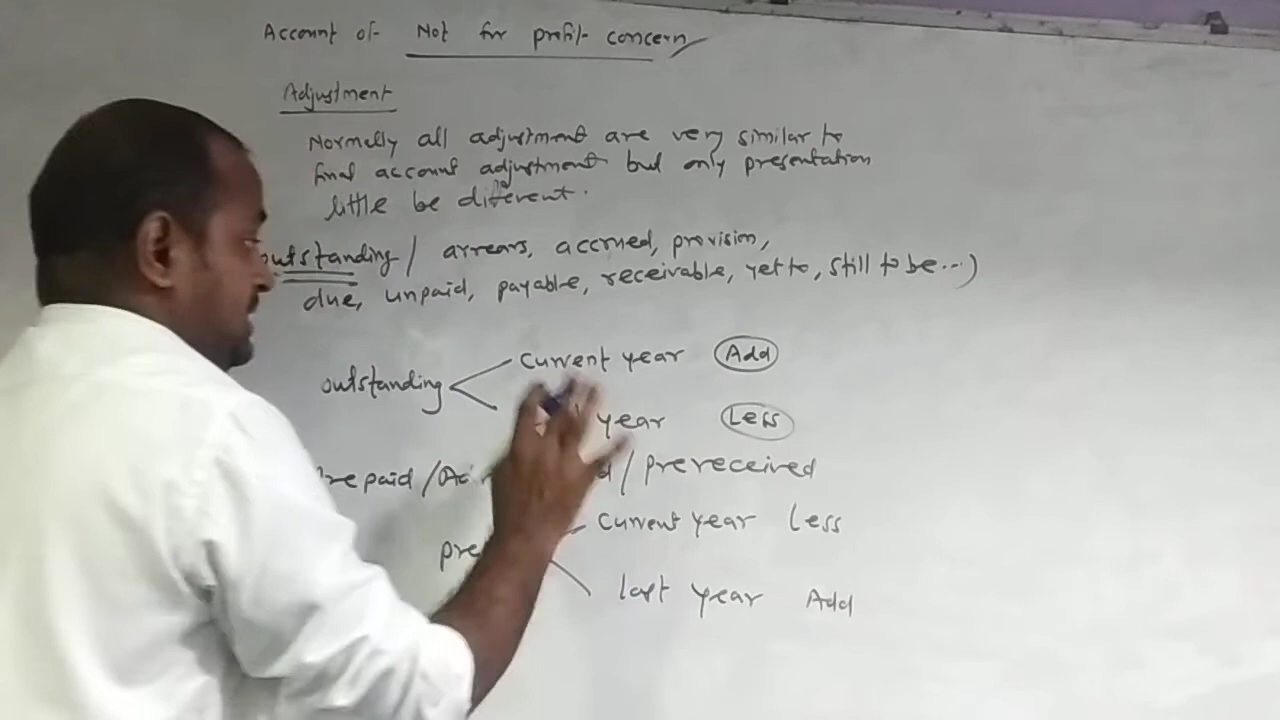 Account of Not for profit concern
Adjustment
Normally all adjustment are very similar to
final account adjustment but only presentation
little be different.
outstanding / arrears, accrued, provision,
due, unpaid, payable, receivable, yet to, still to be...)
outstanding current year Add
year Less
prepaid / / prereceived
current year Less
last year Add